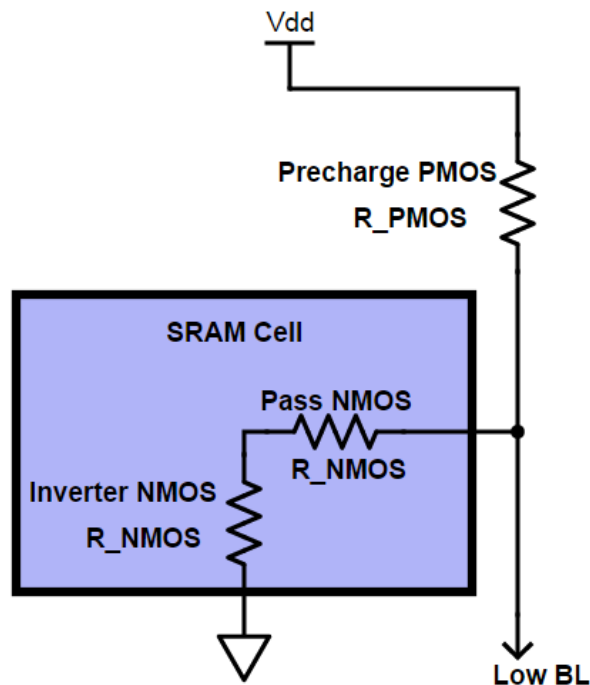 Vdd
Precharge PMOS
R_PMOS
SRAM Cell
Pass NMOS
R_NMOS
Inverter NMOS
R_NMOS
Low BL